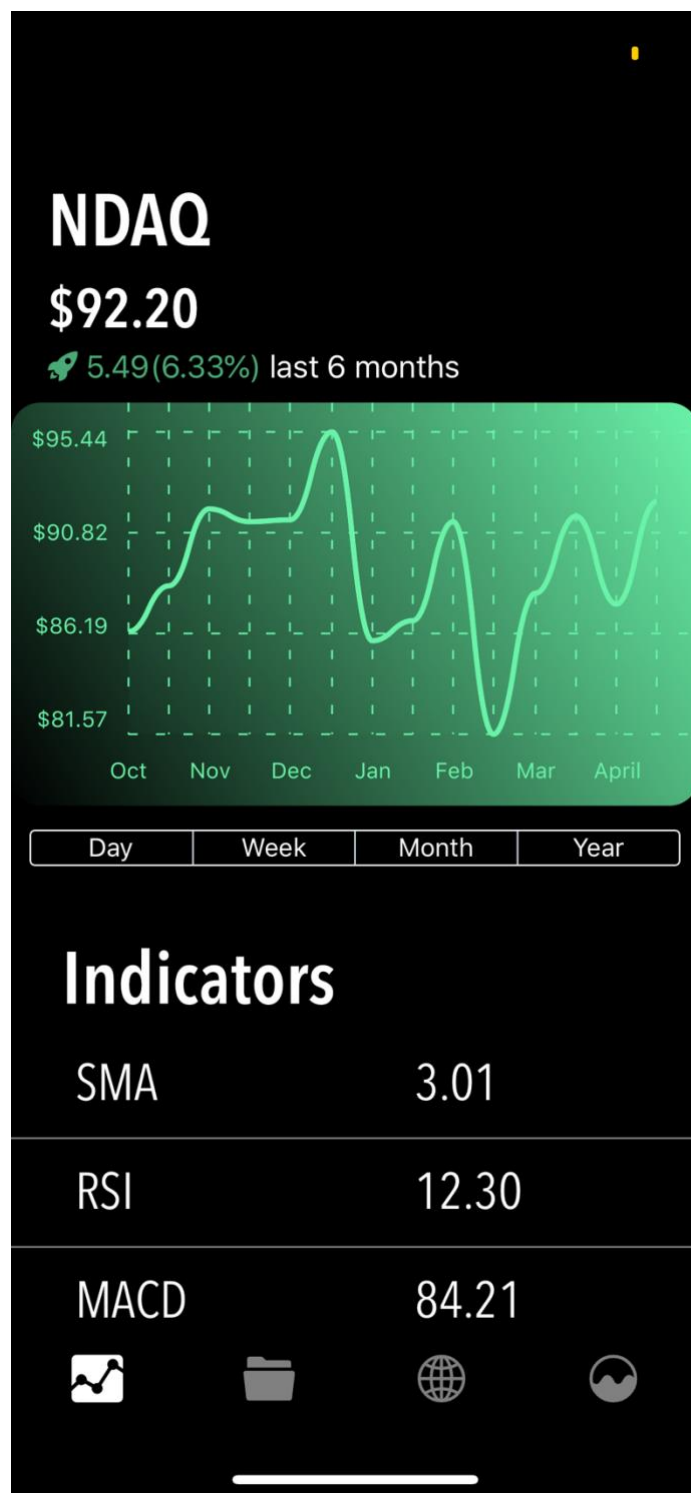 NDAQ
$92.20
5.49(6.33%) last 6 months
$95.44
$90.82
$86.19
$81.57
Oct Nov Dec Jan Feb Mar April
Day Week Month Year
Indicators
SMA 3.01
RSI 12.30
MACD 84.21